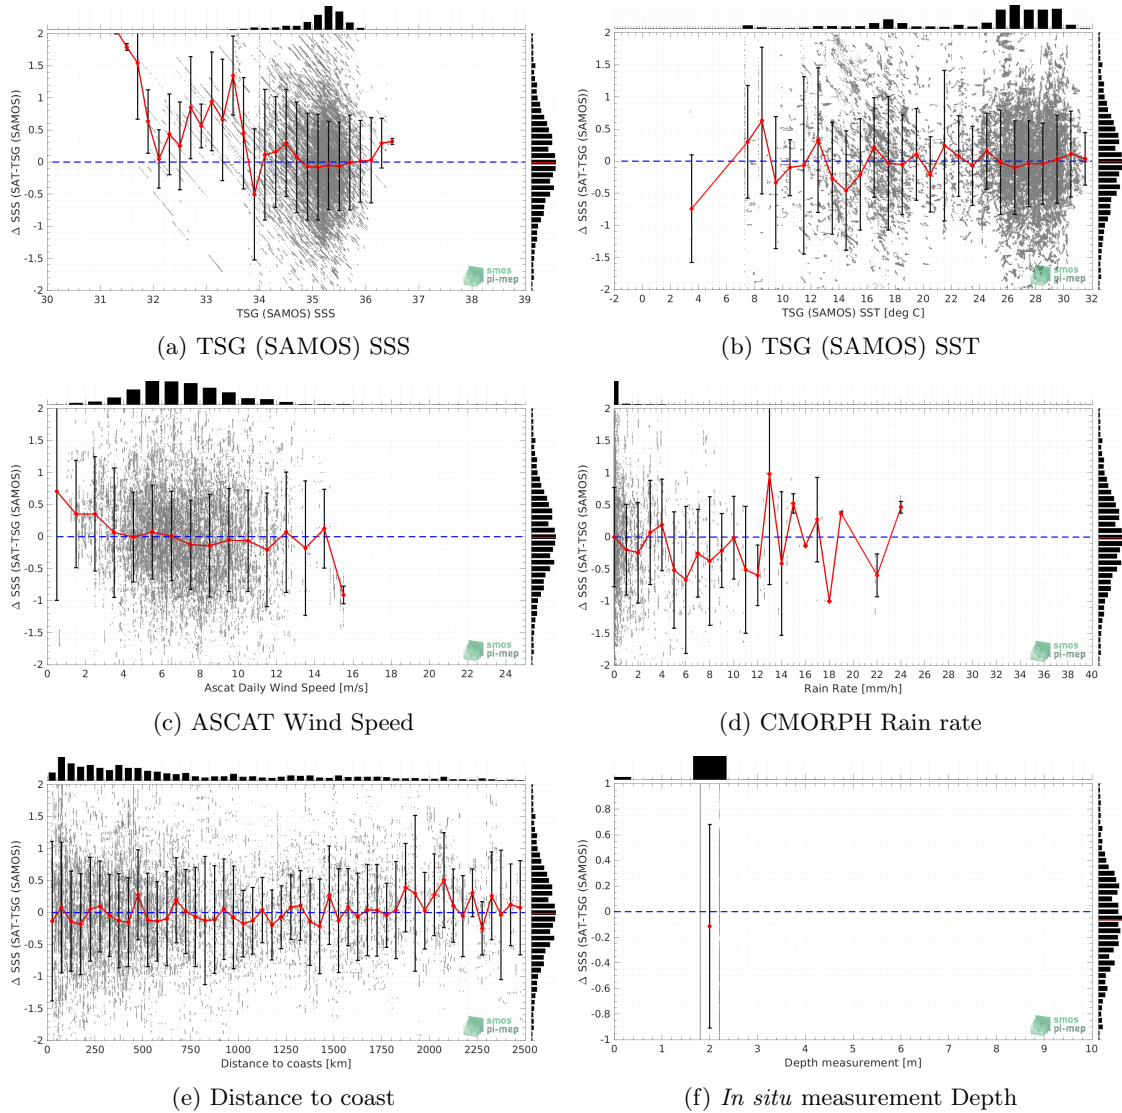 2
1.5
1
0.5
0
-0.5
-1
-1.5
-2
Δ SSS (SAT-TSG (SAMOS))
30 31 32 33 34 35 36 37 38 39
TSG (SAMOS) SSS
smos
pi-mep
(a) TSG (SAMOS) SSS
2
1.5
1
0.5
0
-0.5
-1
-1.5
-2
Δ SSS (SAT-TSG (SAMOS))
-2 0 2 4 6 8 10 12 14 16 18 20 22 24 26 28 30 32
TSG (SAMOS) SST [deg C]
smos
pi-mep
(b) TSG (SAMOS) SST
2
1.5
1
0.5
0
-0.5
-1
-1.5
-2
Δ SSS (SAT-TSG (SAMOS))
0 2 4 6 8 10 12 14 16 18 20 22 24
Ascat Daily Wind Speed [m/s]
smos
pi-mep
(c) ASCAT Wind Speed
2
1.5
1
0.5
0
-0.5
-1
-1.5
-2
Δ SSS (SAT-TSG (SAMOS))
0 2 4 6 8 10 12 14 16 18 20 22 24 26 28 30 32 34 36 38 40
Rain Rate [mm/h]
smos
pi-mep
(d) CMORPH Rain rate
2
1.5
1
0.5
0
-0.5
-1
-1.5
-2
Δ SSS (SAT-TSG (SAMOS))
0 250 500 750 1000 1250 1500 1750 2000 2250 2500
Distance to coasts [km]
smos
pi-mep
(e) Distance to coast
1
0.8
0.6
0.4
0.2
0
-0.2
-0.4
-0.6
-0.8
-1
Δ SSS (SAT-TSG (SAMOS))
0 1 2 3 4 5 6 7 8 9 10
Depth measurement [m]
smos
pi-mep
(f) In situ measurement Depth